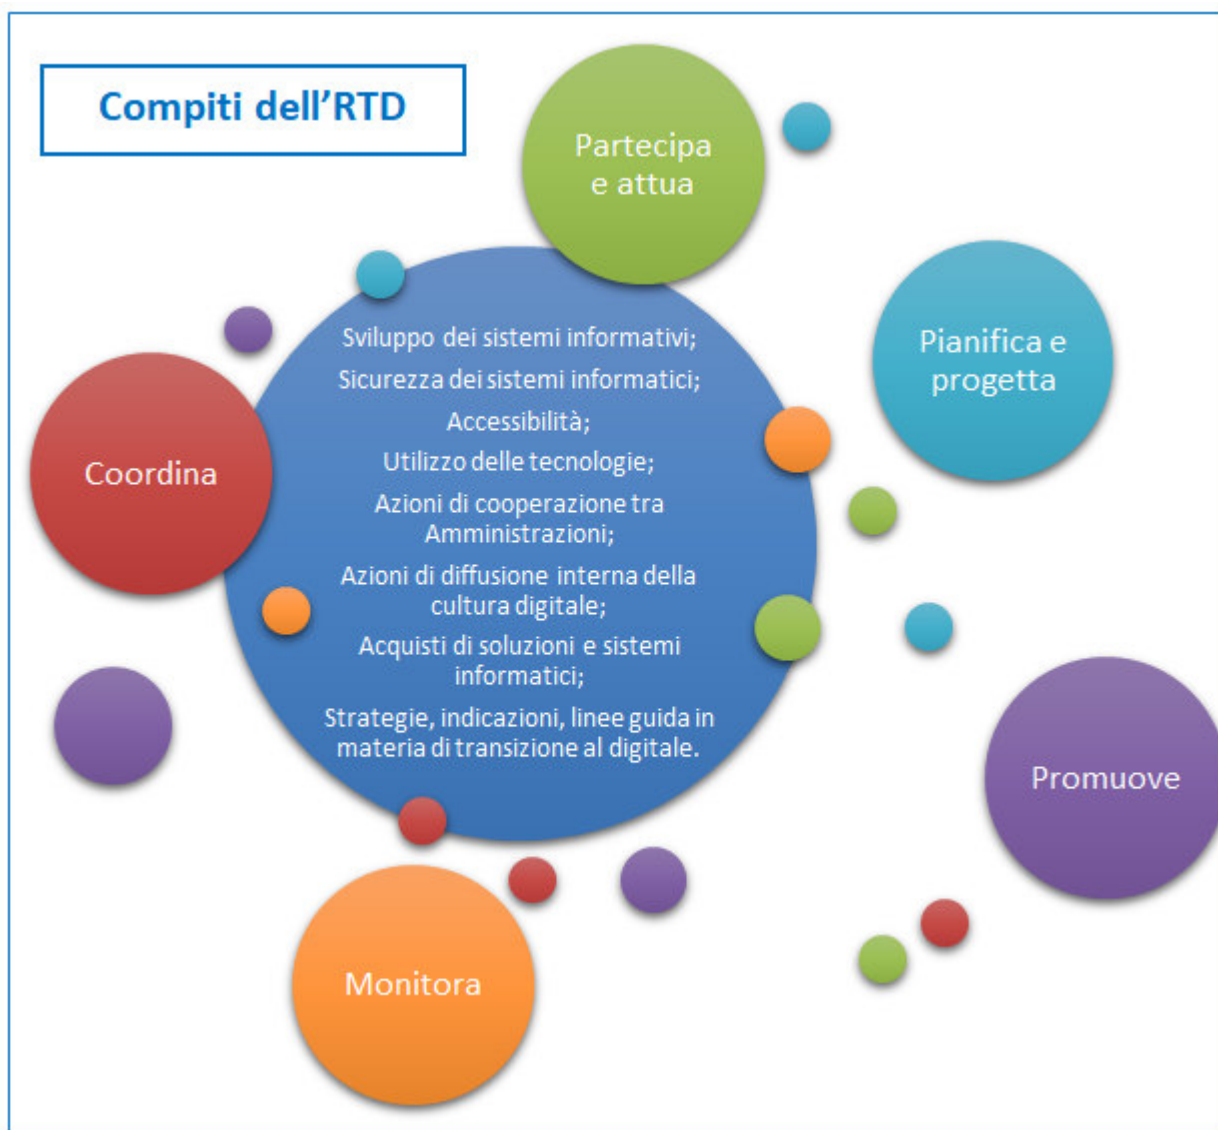 Compiti dell’RTD
Partecipa
e attua
Pianifica e
progetta
Sviluppo dei sistemi informativi;
Sicurezza dei sistemi informatici;
Accessibilità;
Utilizzo delle tecnologie;
Azioni di cooperazione tra
Amministrazioni;
Azioni di diffusione interna della
cultura digitale;
Acquisti di soluzioni e sistemi
informatici;
Strategie, indicazioni, linee guida in
materia di transizione al digitale.
Coordina
Promuove
Monitora